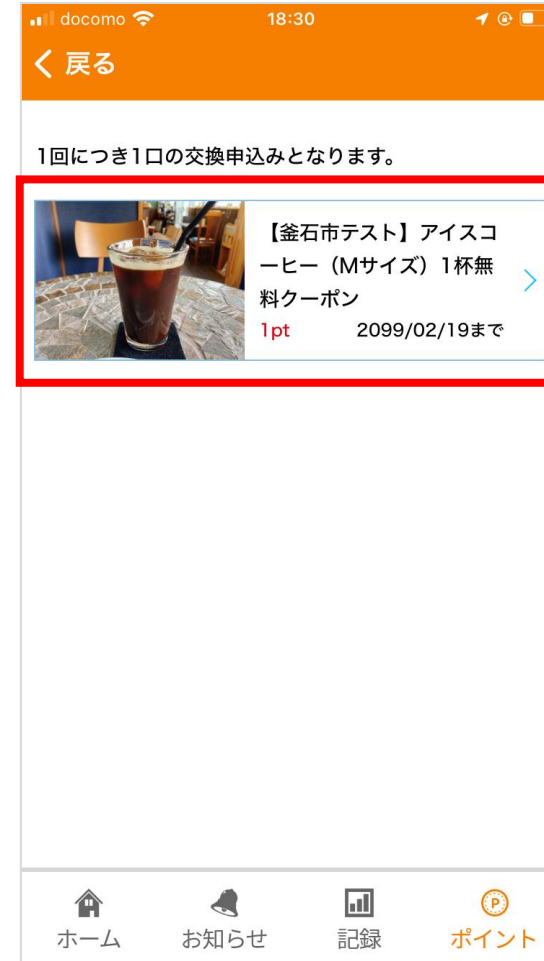 docomo 18:30
戻る
1回につき1口の交換申込みとなります。
【釜石市テスト】アイスコ
ーヒー（Mサイズ）1杯無
料クーポン
1pt 2099/02/19まで
P
ホーム お知らせ 記録 ポイント